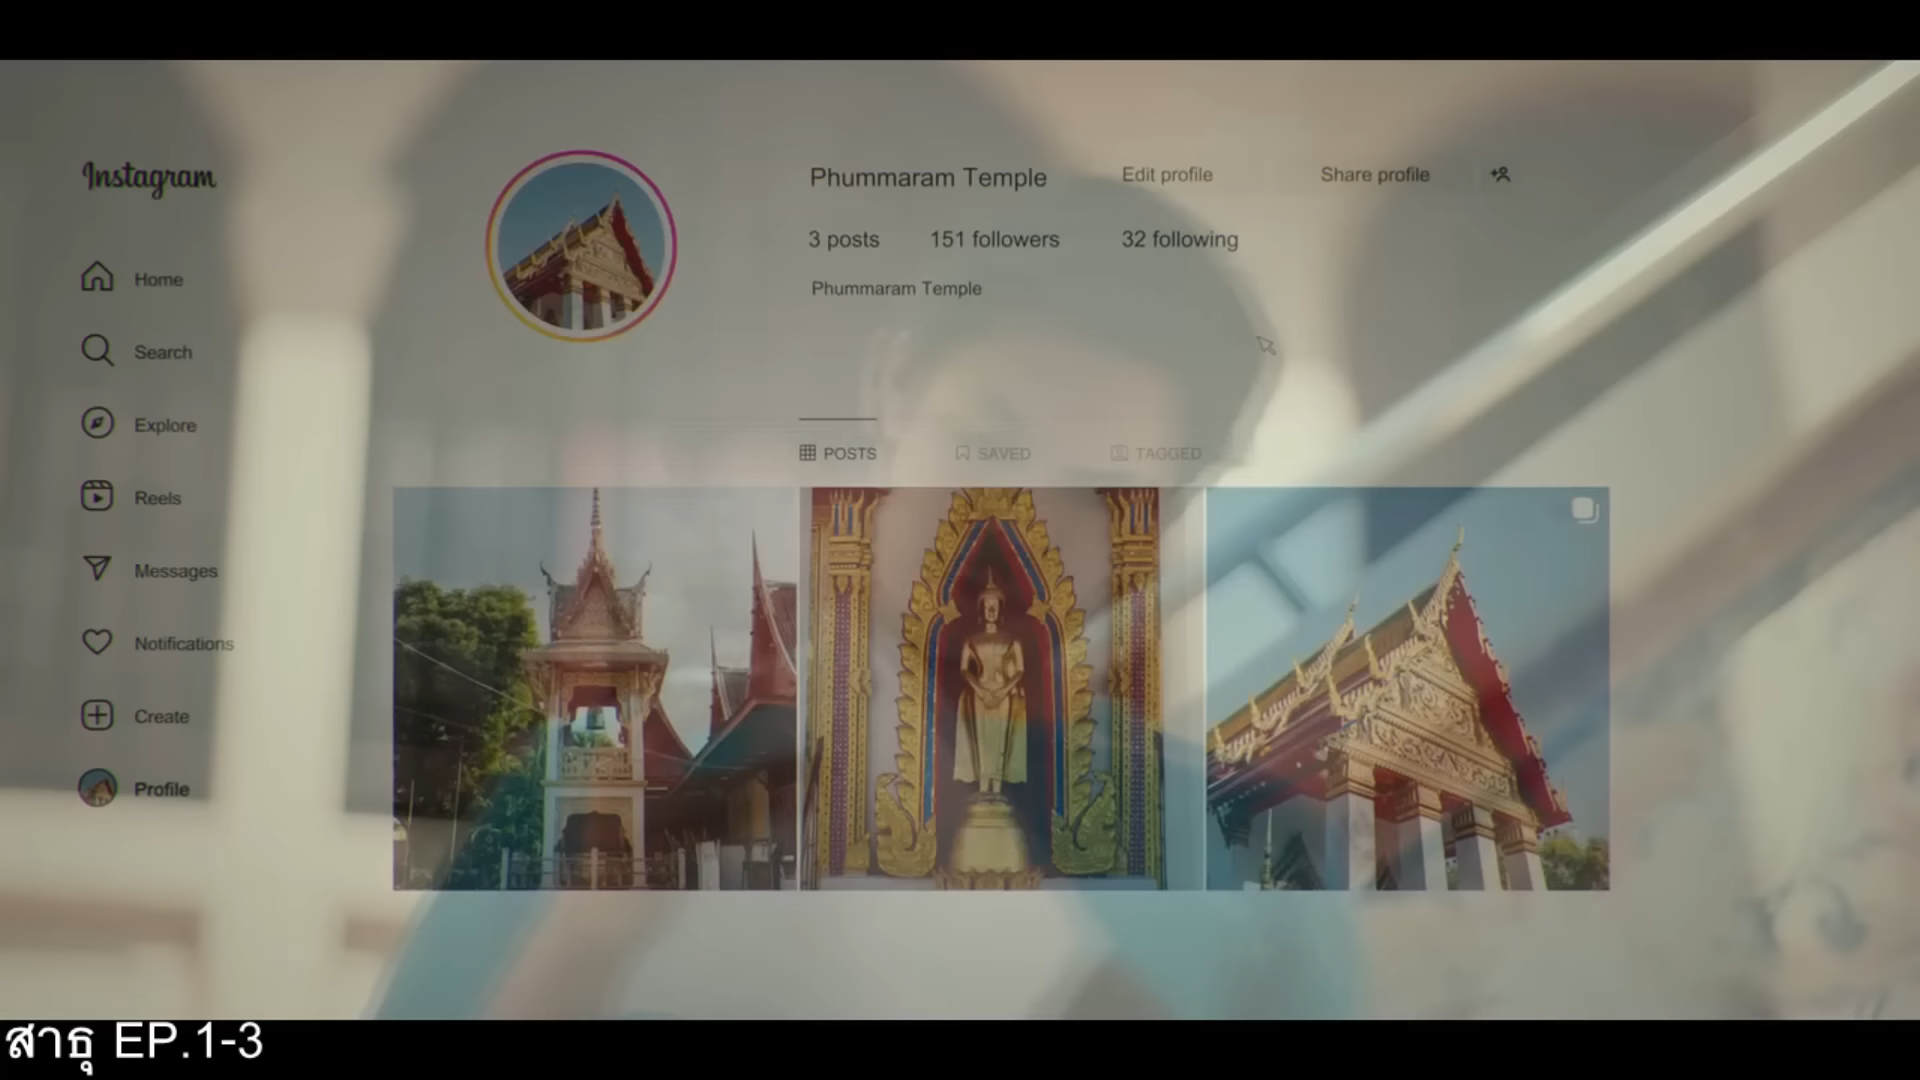 Instagram
Phummaram Temple
Edit profile
Share profile
3 posts
151 followers
32 following
Phummaram Temple
Home
Search
Explore
Reels
Messages
Notifications
Create
Profile
POSTS
SAVED
TAGGED
สาธุ EP.1-3